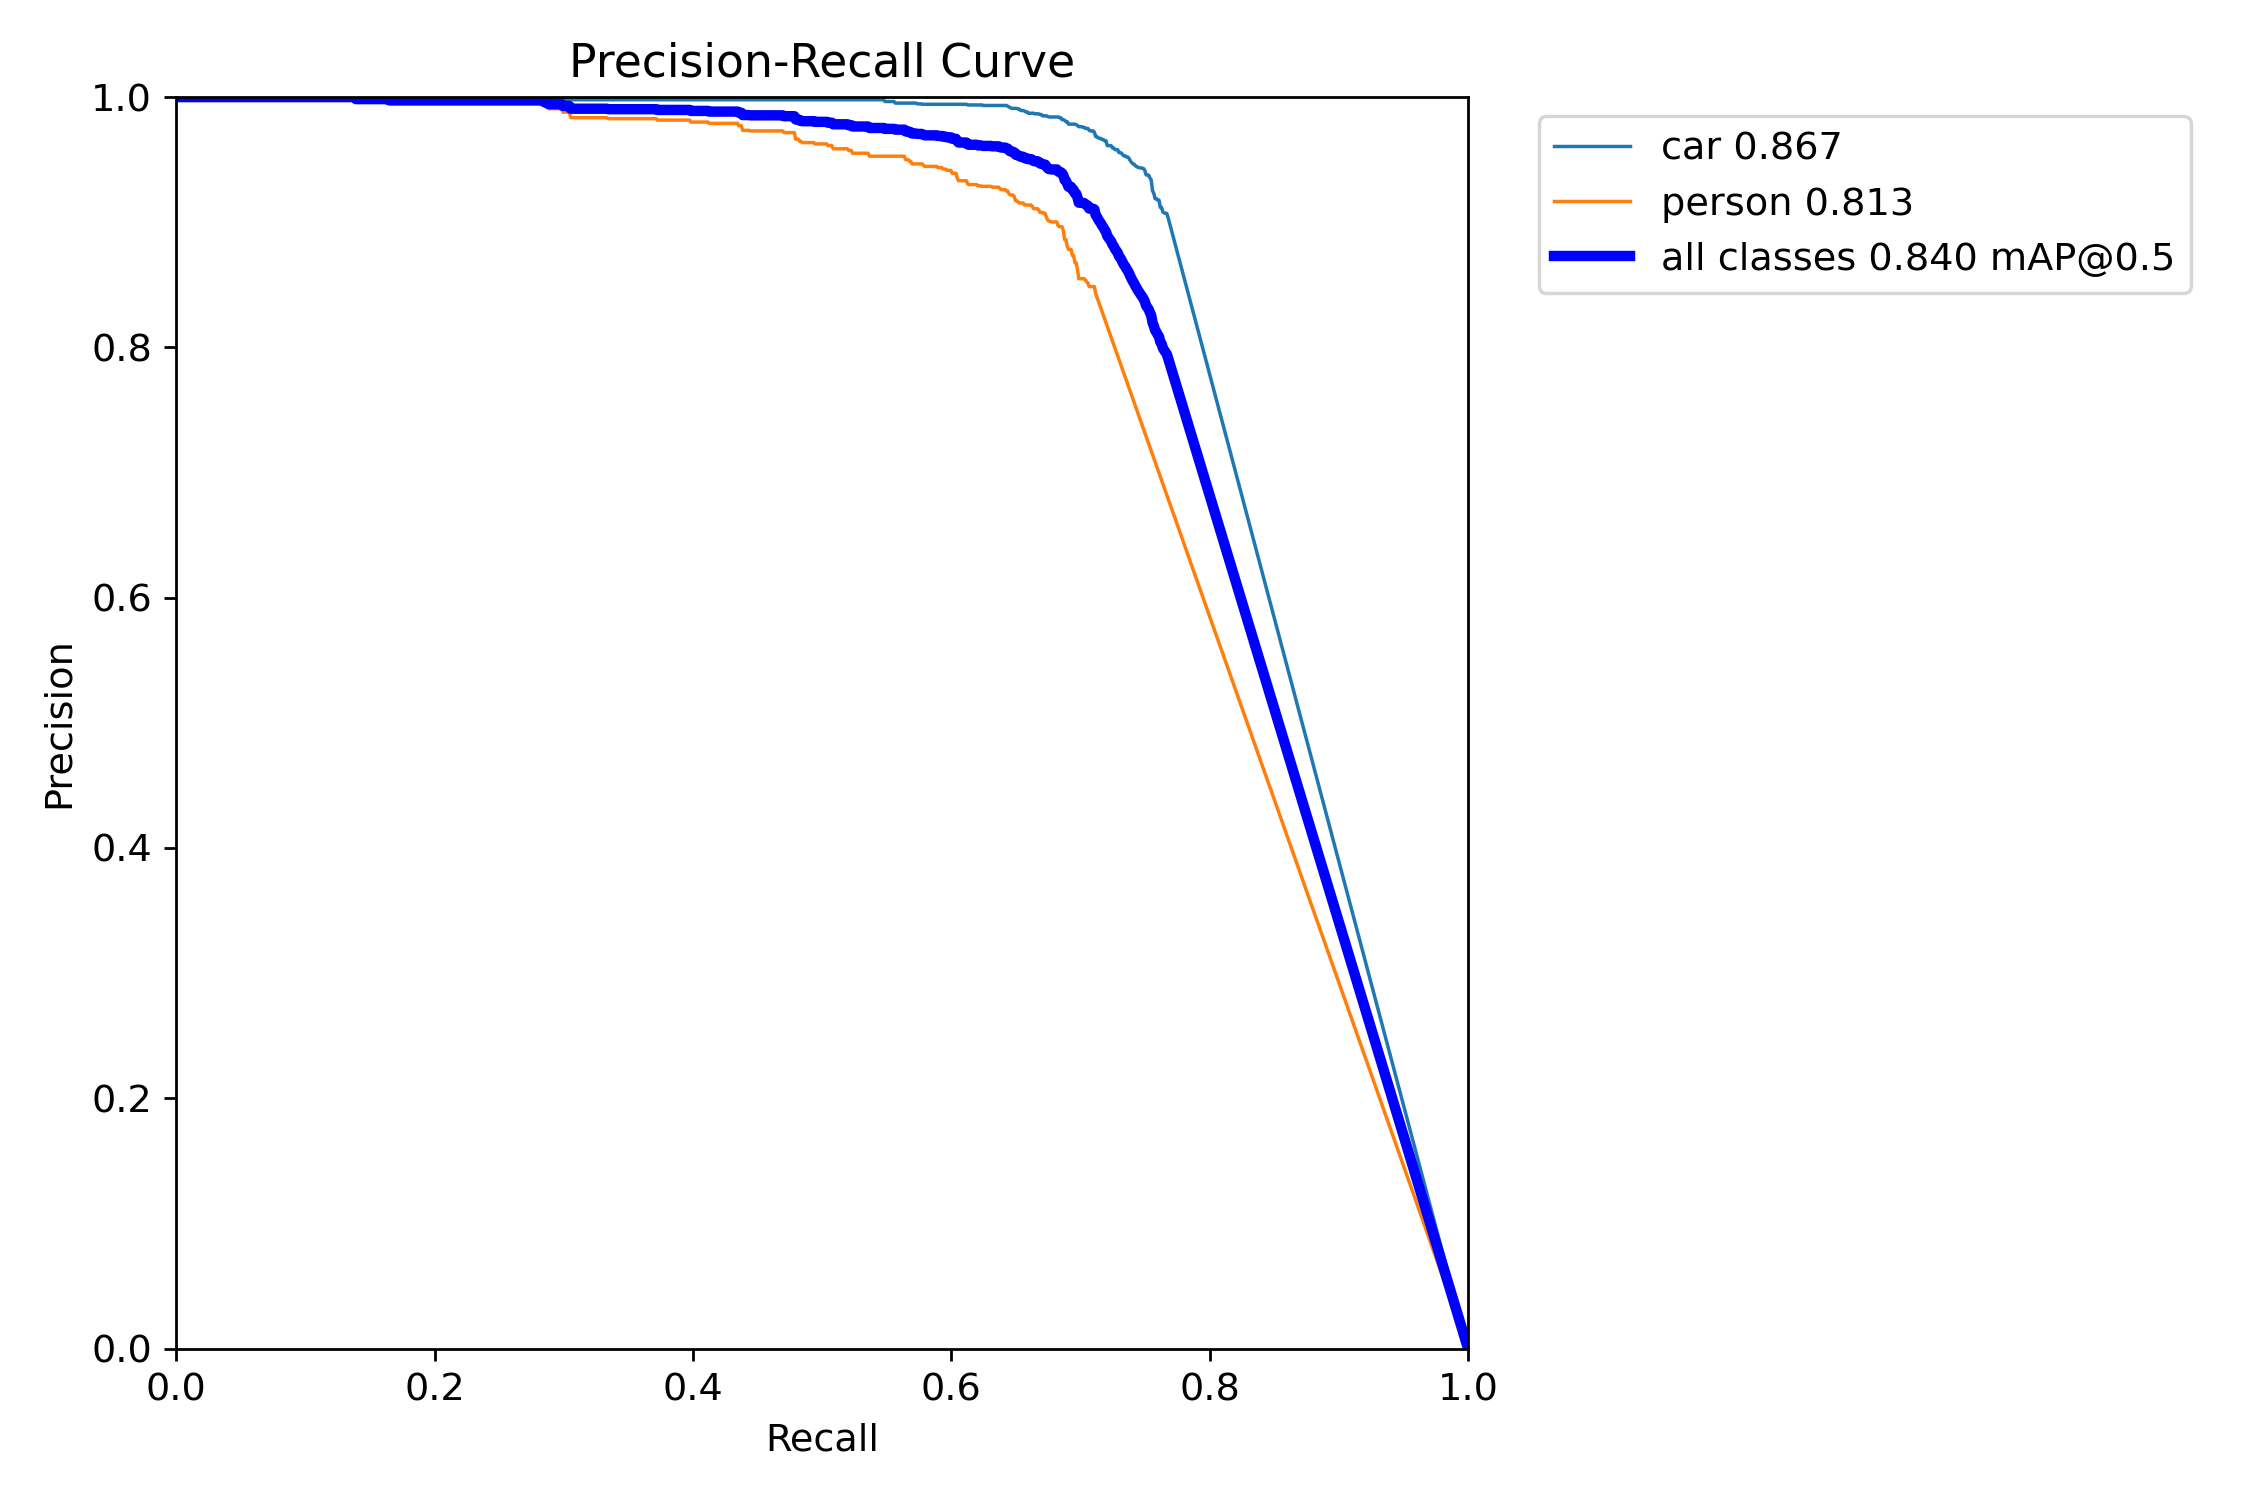 Precision-Recall Curve
car 0.867
person 0.813
all classes 0.840 mAP@0.5
1.0
0.8
0.6
0.4
0.2
0.0
Precision
0.0 0.2 0.4 0.6 0.8 1.0
Recall